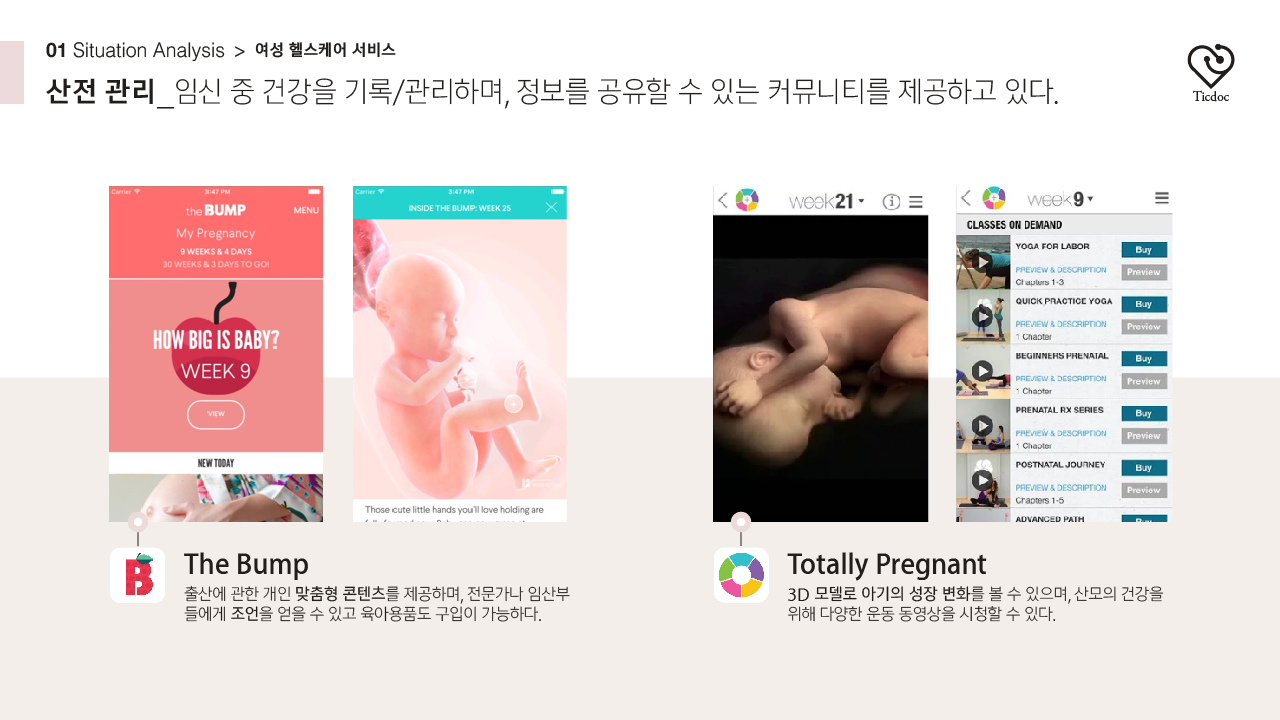 01 Situation Analysis > 여성 헬스케어 서비스
산전 관리_임신 중 건강을 기록/관리하며, 정보를 공유할 수 있는 커뮤니티를 제공하고 있다.
Ticdoc
Carrier 3:47 PM
the BUMP MENU
My Pregnancy
9 WEEKS & 4 DAYS
30 WEEKS & 3 DAYS TO GO!
HOW BIG IS BABY?
WEEK 9
VIEW
NEW TODAY
Carrier 3:47 PM
INSIDE THE BUMP: WEEK 25
Those cute little hands you'll love holding are
week21
week9
CLASSES ON DEMAND
YOGA FOR LABOR Buy
PREVIEW & DESCRIPTION Preview
Chapters 1-3
QUICK PRACTICE YOGA Buy
PREVIEW & DESCRIPTION Preview
1 Chapter
BEGINNERS PRENATAL Buy
PREVIEW & DESCRIPTION Preview
1 Chapter
PRENATAL RX SERIES Buy
PREVIEW & DESCRIPTION Preview
1 Chapter
POSTNATAL JOURNEY Buy
PREVIEW & DESCRIPTION Preview
Chapters 1-5
ADVANCED PATH
B
The Bump
출산에 관한 개인 맞춤형 콘텐츠를 제공하며, 전문가나 임산부
들에게 조언을 얻을 수 있고 육아용품도 구입이 가능하다.
Totally Pregnant
3D 모델로 아기의 성장 변화를 볼 수 있으며, 산모의 건강을
위해 다양한 운동 동영상을 시청할 수 있다.